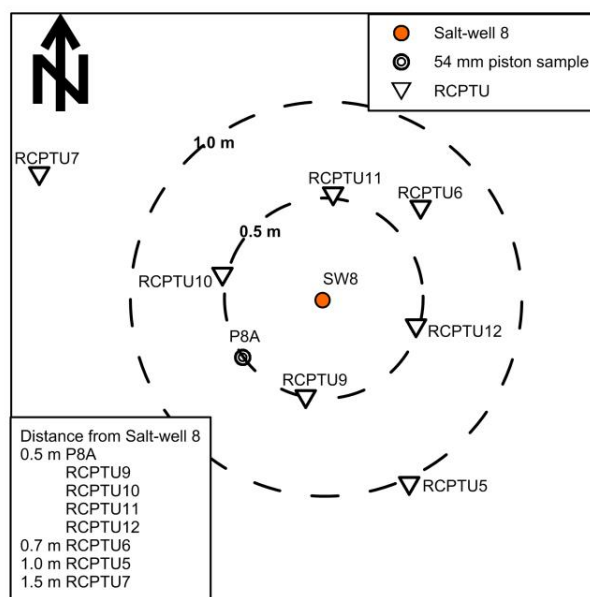 N
Salt-well 8
54 mm piston sample
RCPTU
RCPTU7
1.0 m
RCPTU11
RCPTU6
0.5 m
RCPTU10
SW8
P8A
RCPTU12
RCPTU9
RCPTU5
Distance from Salt-well 8
0.5 m P8A
RCPTU9
RCPTU10
RCPTU11
RCPTU12
0.7 m RCPTU6
1.0 m RCPTU5
1.5 m RCPTU7